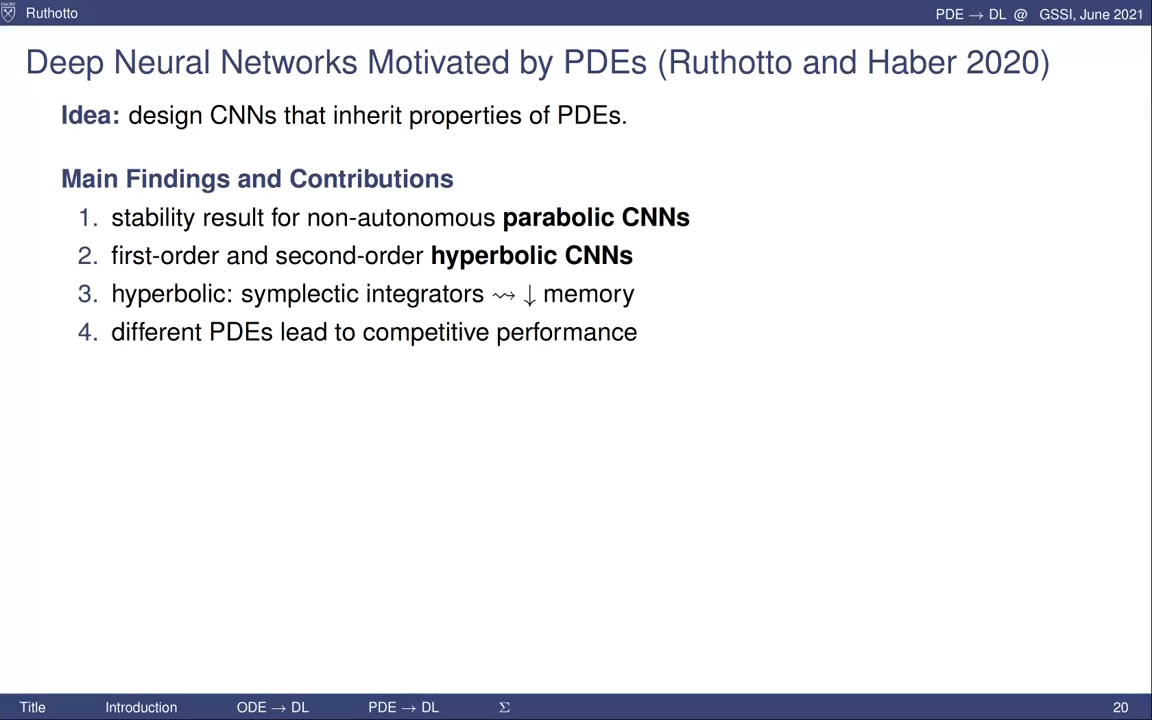 Ruthotto
PDE → DL @ GSSI, June 2021
Deep Neural Networks Motivated by PDEs (Ruthotto and Haber 2020)
Idea: design CNNs that inherit properties of PDEs.
Main Findings and Contributions
1. stability result for non-autonomous parabolic CNNs
2. first-order and second-order hyperbolic CNNs
3. hyperbolic: symplectic integrators ⇝ ↓ memory
4. different PDEs lead to competitive performance
Title Introduction ODE → DL PDE → DL Σ 20